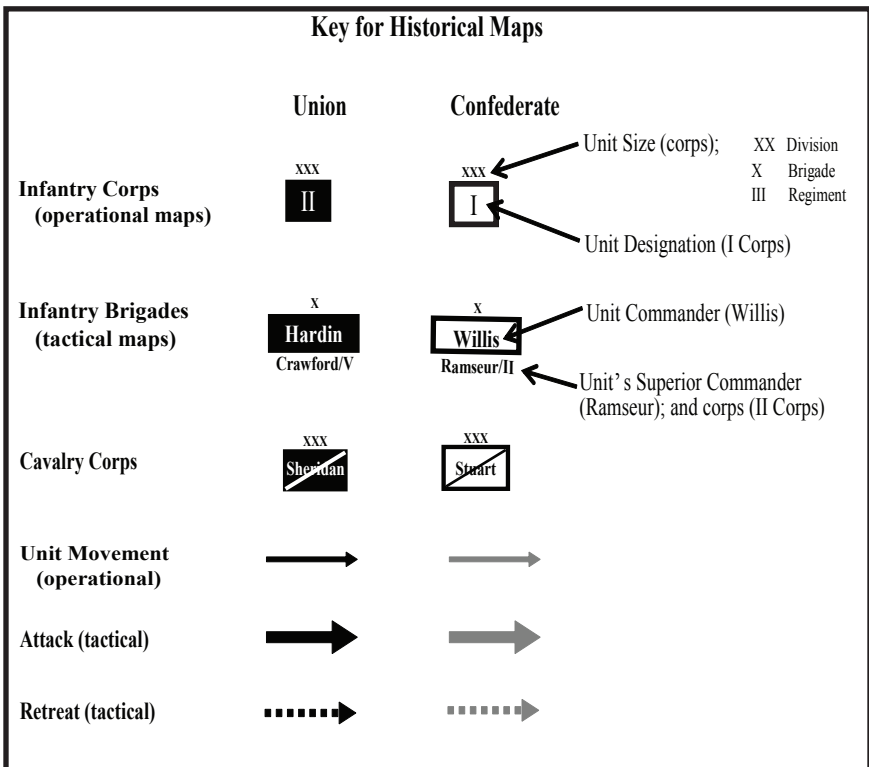 Key for Historical Maps
Union
Confederate
Unit Size (corps);
XX Division
X Brigade
III Regiment
Infantry Corps
(operational maps)
XXX
II
XXX
I
Unit Designation (I Corps)
Infantry Brigades
(tactical maps)
X
Hardin
Crawford/V
X
Willis
Ramseur/II
Unit Commander (Willis)
Unit's Superior Commander
(Ramseur); and corps (II Corps)
Cavalry Corps
XXX
Sheridan
XXX
Stuart
Unit Movement
(operational)
Attack (tactical)
Retreat (tactical)